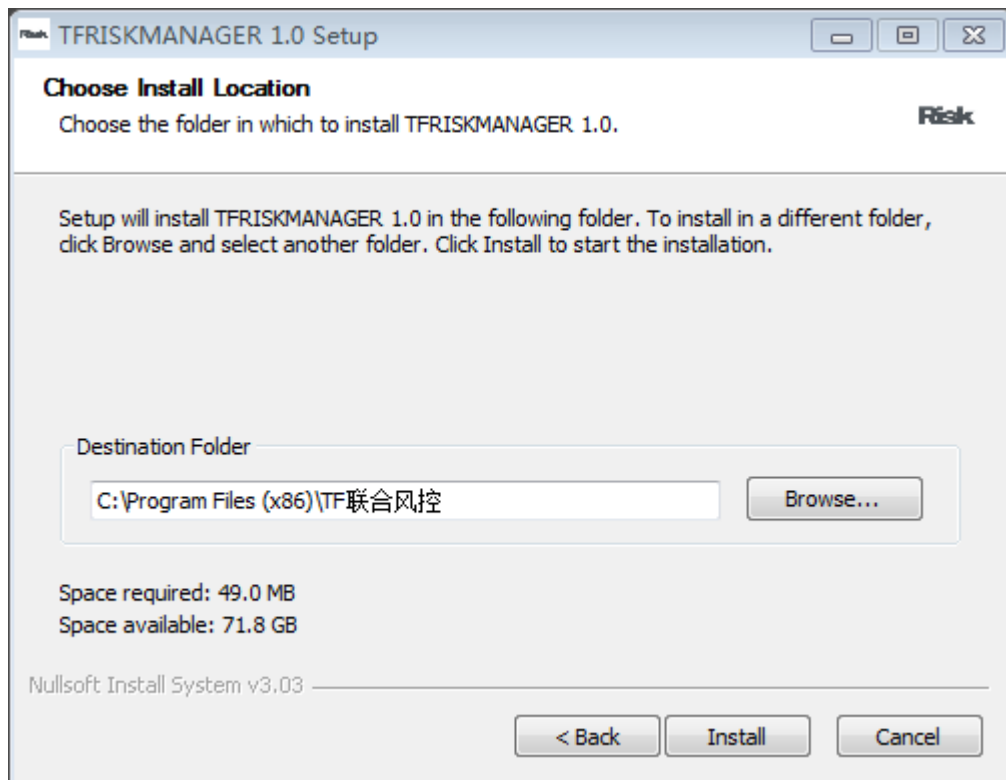 TFRISKMANAGER 1.0 Setup
Choose Install Location
Choose the folder in which to install TFRISKMANAGER 1.0.
Risk
Setup will install TFRISKMANAGER 1.0 in the following folder. To install in a different folder,
click Browse and select another folder. Click Install to start the installation.
Destination Folder
C:\Program Files (x86)\TF联合风控
Browse...
Space required: 49.0 MB
Space available: 71.8 GB
Nullsoft Install System v3.03
< Back
Install
Cancel